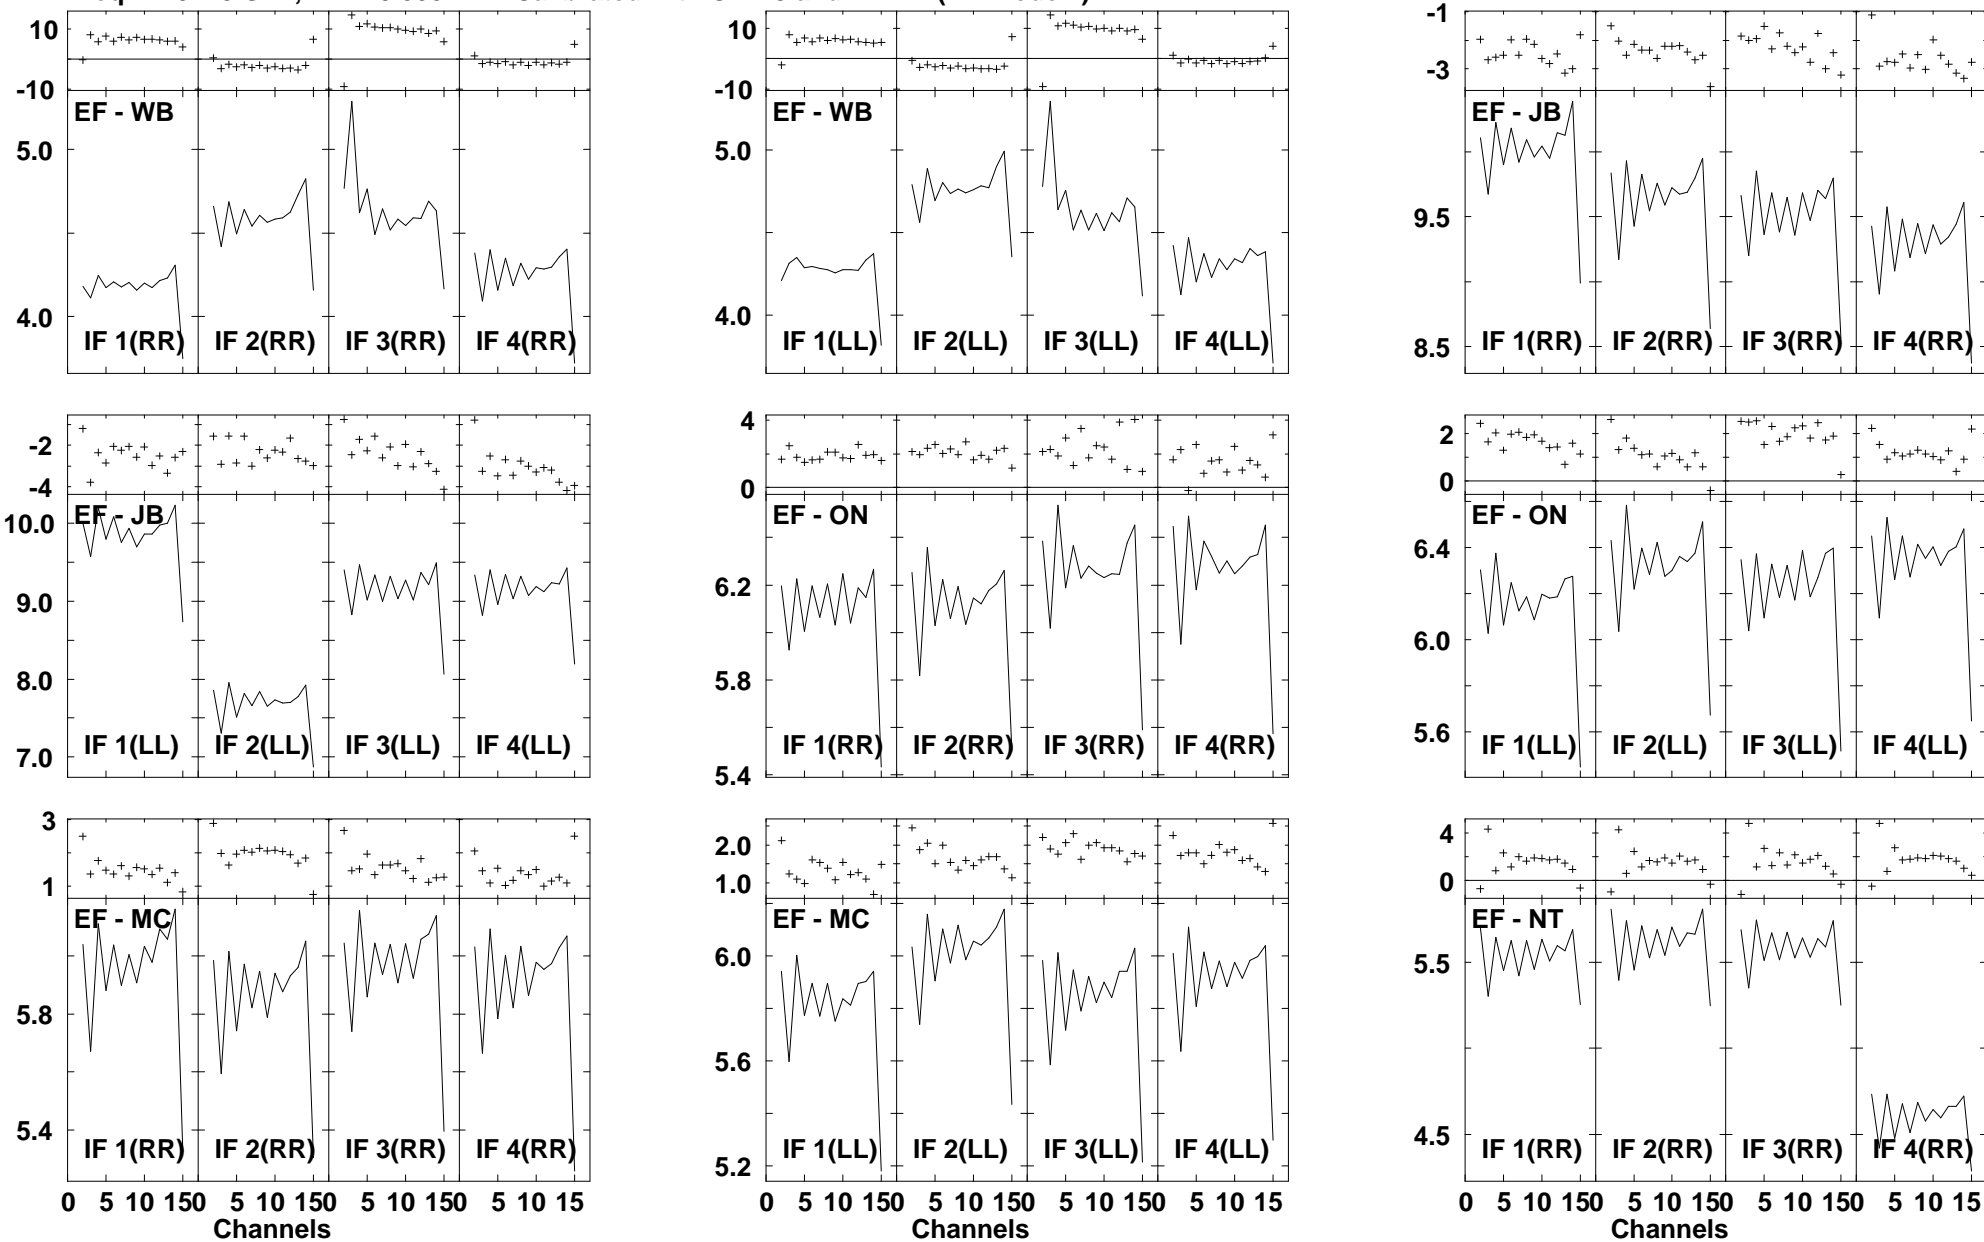 10 10 -1
-3
-10 -10
EF - WB EF - WB EF - JB
5.0 5.0
9.5
4.0 4.0
IF 1(RR) IF 2(RR) IF 3(RR) IF 4(RR) IF 1(LL) IF 2(LL) IF 3(LL) IF 4(LL) IF 1(RR) IF 2(RR) IF 3(RR) IF 4(RR)
8.5
4
-2 2
-4 0 0
EF - JB EF - ON EF - ON
10.0
6.4
9.0 6.2
6.0
8.0 5.8
5.6
IF 1(LL) IF 2(LL) IF 3(LL) IF 4(LL) IF 1(RR) IF 2(RR) IF 3(RR) IF 4(RR) IF 1(LL) IF 2(LL) IF 3(LL) IF 4(LL)
7.0 5.4
3 2.0 4
1 1.0 0
EF - MC EF - MC EF - NT
6.0 5.5
5.8
5.6
5.4 4.5
IF 1(RR) IF 2(RR) IF 3(RR) IF 4(RR) IF 1(LL) IF 2(LL) IF 3(LL) IF 4(LL) IF 1(RR) IF 2(RR) IF 3(RR) IF 4(RR)
5.2
0 5 10 150 5 10 150 5 10 150 5 10 15 0 5 10 150 5 10 150 5 10 150 5 10 15 0 5 10 150 5 10 150 5 10 150 5 10 15
Channels Channels Channels